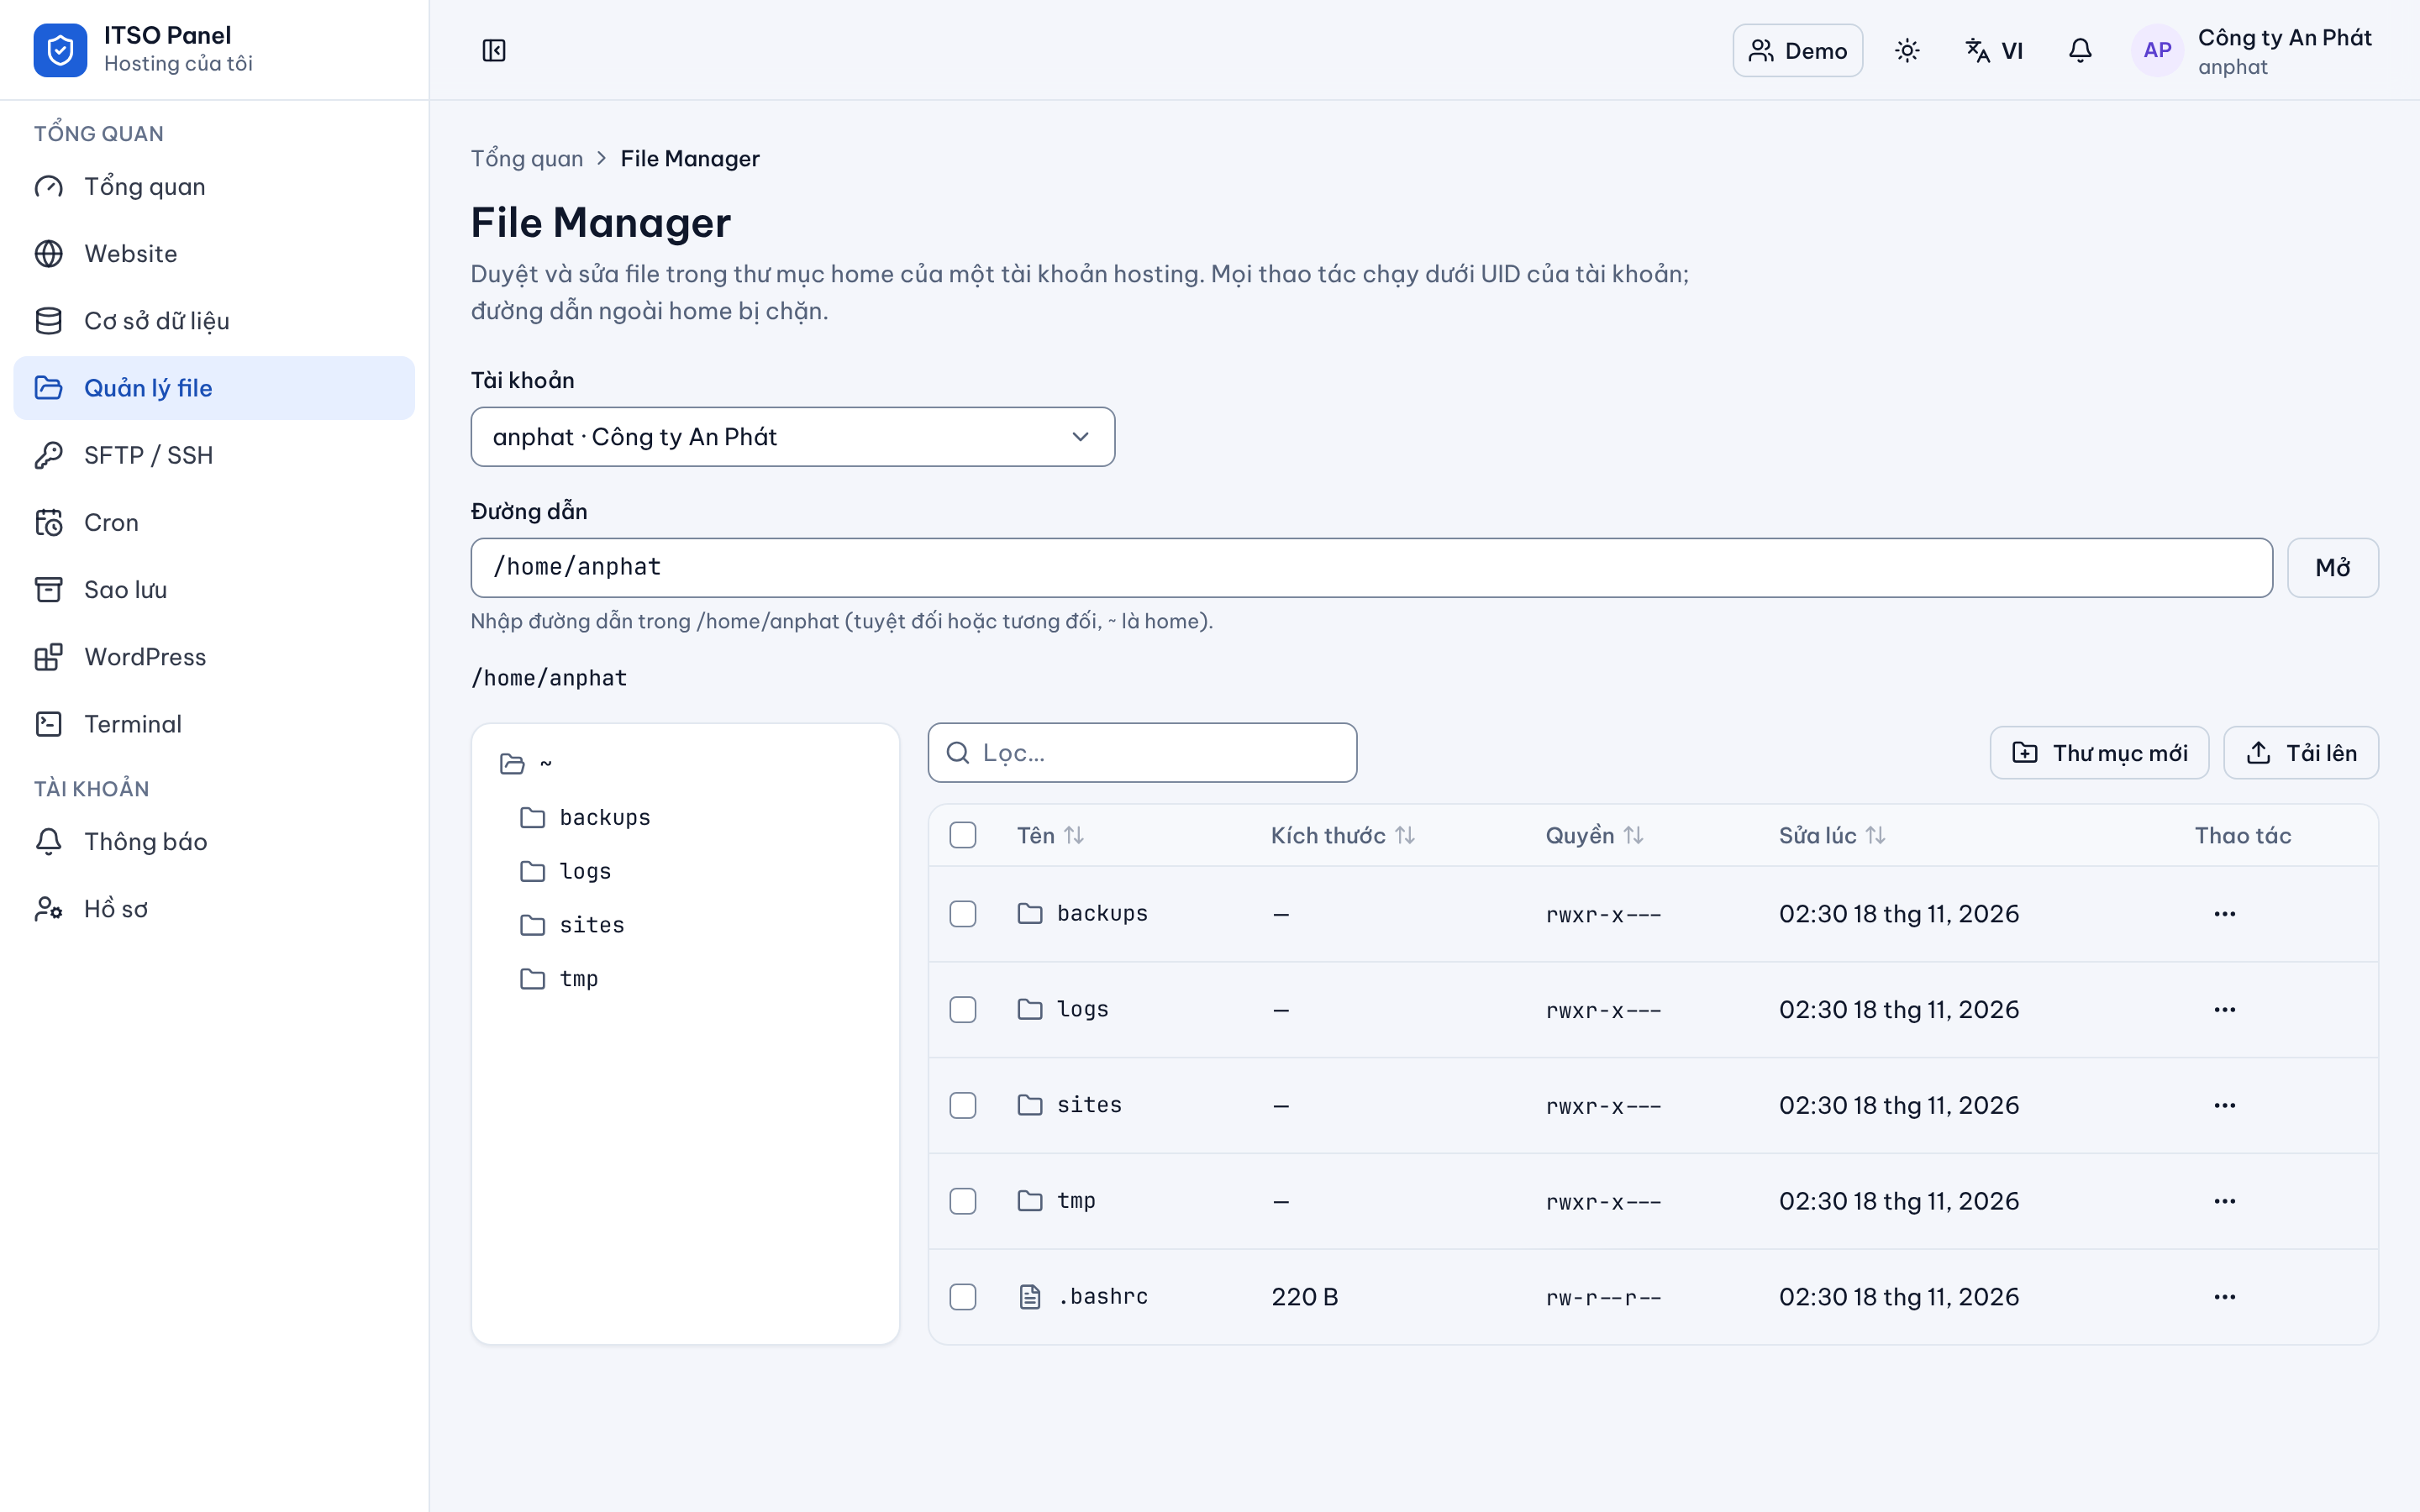 ITSO Panel
Hosting của tôi
Demo
VI
AP
Công ty An Phát
anphat
TỔNG QUAN
Tổng quan
Website
Cơ sở dữ liệu
Quản lý file
SFTP / SSH
Cron
Sao lưu
WordPress
Terminal
TÀI KHOẢN
Thông báo
Hồ sơ
Tổng quan > File Manager
File Manager
Duyệt và sửa file trong thư mục home của một tài khoản hosting. Mọi thao tác chạy dưới UID của tài khoản;
đường dẫn ngoài home bị chặn.
Tài khoản
anphat · Công ty An Phát
Đường dẫn
/home/anphat
Mở
Nhập đường dẫn trong /home/anphat (tuyệt đối hoặc tương đối, ~ là home).
/home/anphat
~
backups
logs
sites
tmp
Lọc...
Thư mục mới
Tải lên
Tên Kích thước Quyền Sửa lúc Thao tác
backups — rwxr-x--- 02:30 18 thg 11, 2026
logs — rwxr-x--- 02:30 18 thg 11, 2026
sites — rwxr-x--- 02:30 18 thg 11, 2026
tmp — rwxr-x--- 02:30 18 thg 11, 2026
.bashrc 220 B rw-r--r-- 02:30 18 thg 11, 2026